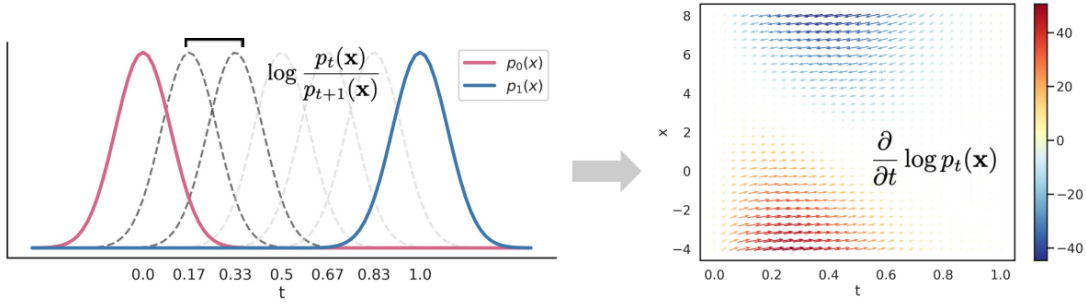 log p_t(x) / p_{t+1}(x)
p_0(x)
p_1(x)
0.0 0.17 0.33 0.5 0.67 0.83 1.0
t
8
6
4
2
0
−2
−4
x
∂/∂t log p_t(x)
0.0 0.2 0.4 0.6 0.8 1.0
t
40
20
0
−20
−40